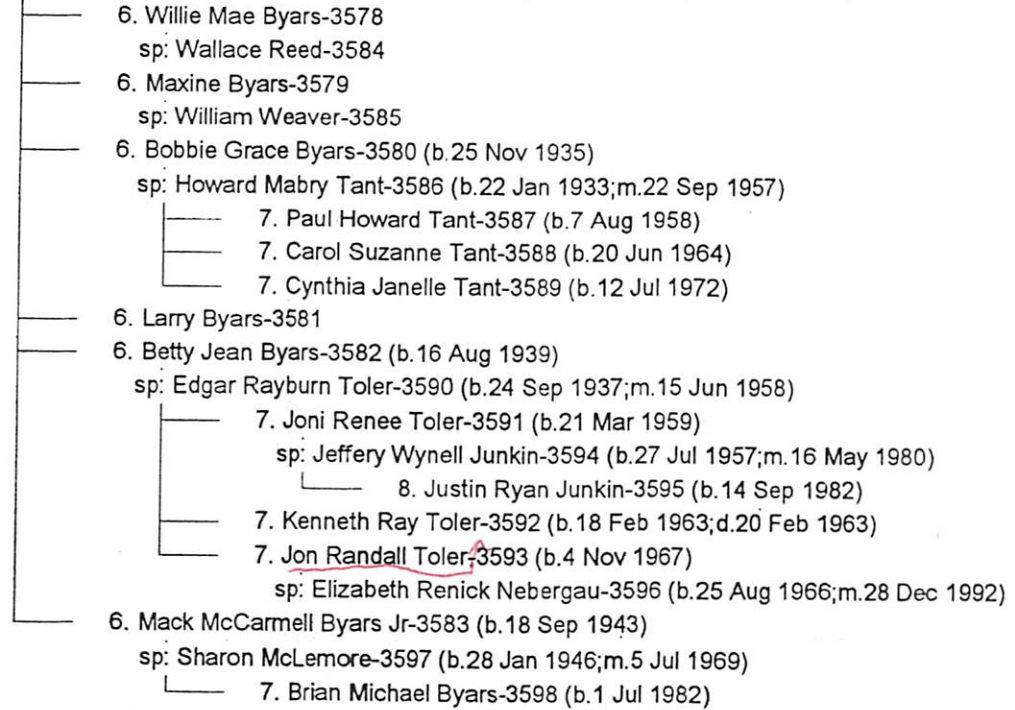 6. Willie Mae Byars-3578
sp: Wallace Reed-3584
6. Maxine Byars-3579
sp: William Weaver-3585
6. Bobbie Grace Byars-3580 (b.25 Nov 1935)
sp: Howard Mabry Tant-3586 (b.22 Jan 1933;m.22 Sep 1957)
7. Paul Howard Tant-3587 (b.7 Aug 1958)
7. Carol Suzanne Tant-3588 (b.20 Jun 1964)
7. Cynthia Janelle Tant-3589 (b.12 Jul 1972)
6. Larry Byars-3581
6. Betty Jean Byars-3582 (b.16 Aug 1939)
sp: Edgar Rayburn Toler-3590 (b.24 Sep 1937;m.15 Jun 1958)
7. Joni Renee Toler-3591 (b.21 Mar 1959)
sp: Jeffery Wynell Junkin-3594 (b.27 Jul 1957;m.16 May 1980)
8. Justin Ryan Junkin-3595 (b.14 Sep 1982)
7. Kenneth Ray Toler-3592 (b.18 Feb 1963;d.20 Feb 1963)
7. Jon Randall Toler-3593 (b.4 Nov 1967)
sp: Elizabeth Renick Nebergau-3596 (b.25 Aug 1966;m.28 Dec 1992)
6. Mack McCarmell Byars Jr-3583 (b.18 Sep 1943)
sp: Sharon McLemore-3597 (b.28 Jan 1946;m.5 Jul 1969)
7. Brian Michael Byars-3598 (b.1 Jul 1982)